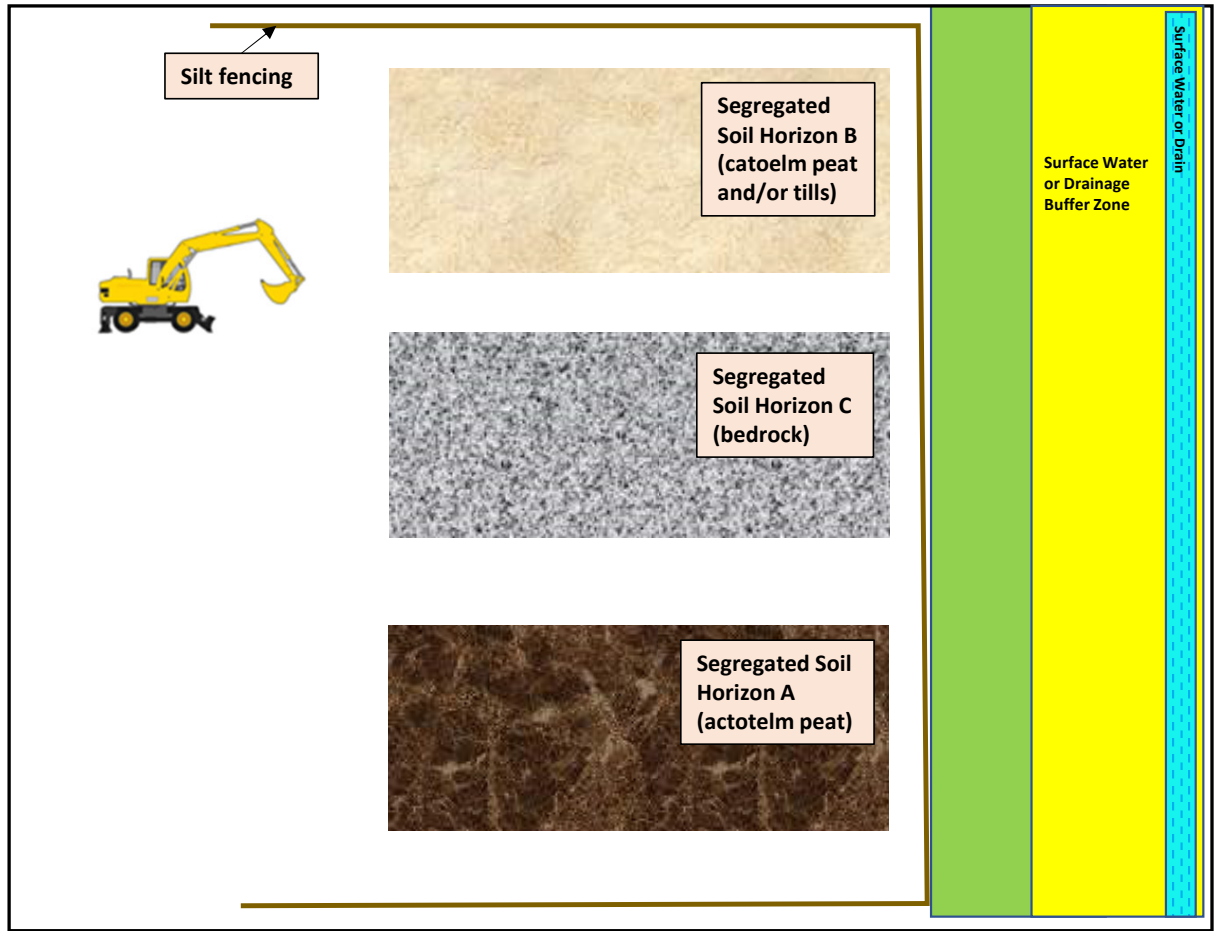 Silt fencing
Segregated
Soil Horizon B
(catoelm peat
and/or tills)
Surface Water
or Drainage
Buffer Zone
Surface Water or Drain
Segregated
Soil Horizon C
(bedrock)
Segregated Soil
Horizon A
(actotelm peat)